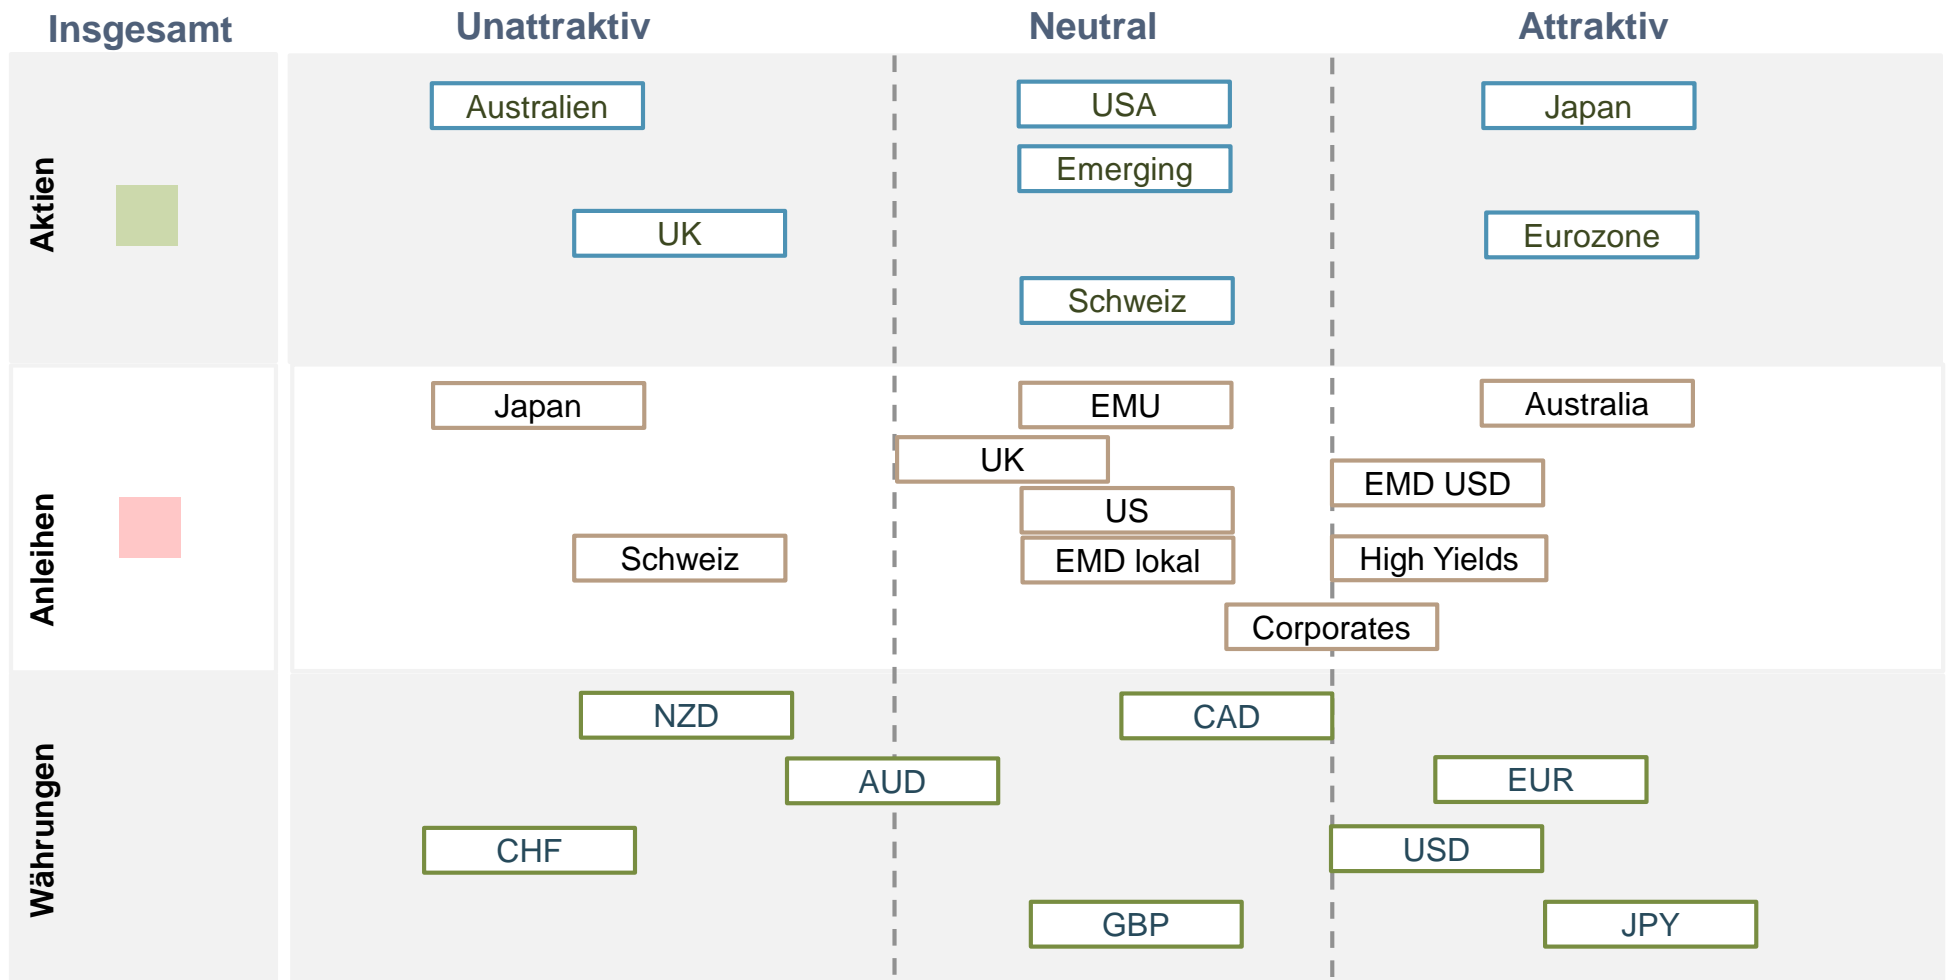 Insgesamt
Unattraktiv
Neutral
Attraktiv
Aktien
Australien
USA
Japan
Emerging
UK
Eurozone
Schweiz
Anleihen
Japan
EMU
Australia
UK
EMD USD
US
Schweiz
EMD lokal
High Yields
Corporates
Währungen
NZD
CAD
AUD
EUR
CHF
USD
GBP
JPY